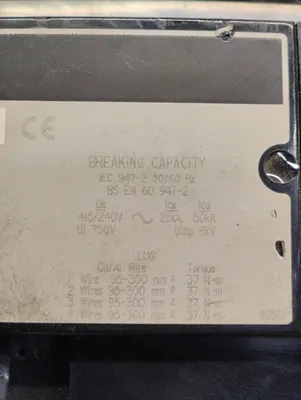 CE
BREAKING CAPACITY
IEC 947-2 50/60 Hz
BS EN 60 947-2
Ue Ics Icu
415/240V ~ 25kA 50kA
Ui 750V Uimp 8kV
LUG
Cu/Al Wire Torque
Wire 95-300 mm² 37 N-m
2 Wires 95-300 mm² 37 N-m
3 Wires 95-300 mm² 37 N-m
4 Wires 95-300 mm² 37 N-m